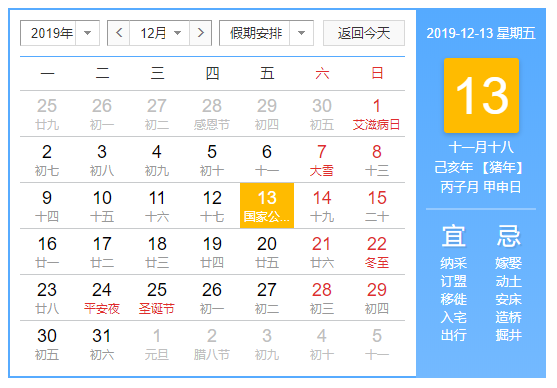 2019年 12月 假期安排 返回今天
一 二 三 四 五 六 日
25 26 27 28 29 30 1
廿九 初一 初二 感恩节 初四 初五 艾滋病日
2 3 4 5 6 7 8
初七 初八 初九 初十 十一 大雪 十三
9 10 11 12 13 14 15
十四 十五 十六 十七 国家公... 十九 二十
16 17 18 19 20 21 22
廿一 廿二 廿三 廿四 廿五 廿六 冬至
23 24 25 26 27 28 29
廿八 平安夜 圣诞节 初一 初二 初三 初四
30 31 1 2 3 4 5
初五 初六 元旦 腊八节 初九 初十 十一
2019-12-13 星期五
13
十一月十八
己亥年【猪年】
丙子月 甲申日
宜 忌
纳采 嫁娶
订盟 动土
移徙 安床
入宅 造桥
出行 掘井